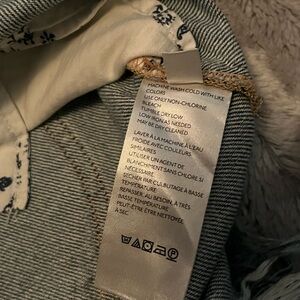 MACHINE WASH COLD WITH LIKE
COLORS
USE ONLY NON-CHLORINE
BLEACH
TUMBLE DRY LOW
LOW IRON AS NEEDED
MAY BE DRY CLEANED
LAVER À LA MACHINE À L'EAU
FROIDE AVEC COULEURS
SIMILAIRES
UTILISER UN AGENT DE
BLANCHIMENT SANS CHLORE SI
NÉCESSAIRE
SÉCHER PAR CULBUTAGE À BASSE
TEMPÉRATURE
REPASSER, AU BESOIN, À TRÈS
BASSE TEMPÉRATURE
PEUT-ÊTRE ÊTRE NETTOYÉ
À SEC